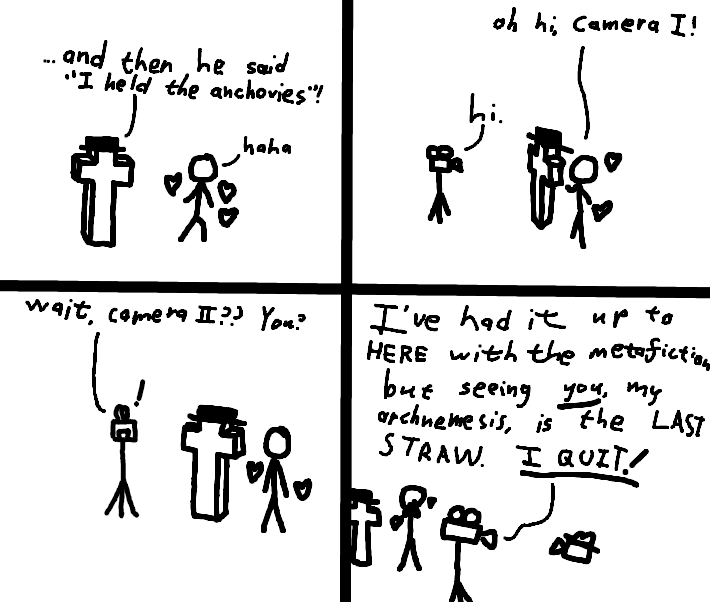 ...and then he said
"I held the anchovies"!
haha
oh hi, camera I!
hi.
wait, camera II?? You?
!
I've had it up to
HERE with the metafiction,
but seeing you, my
archnemesis, is the LAST
STRAW. I QUIT!